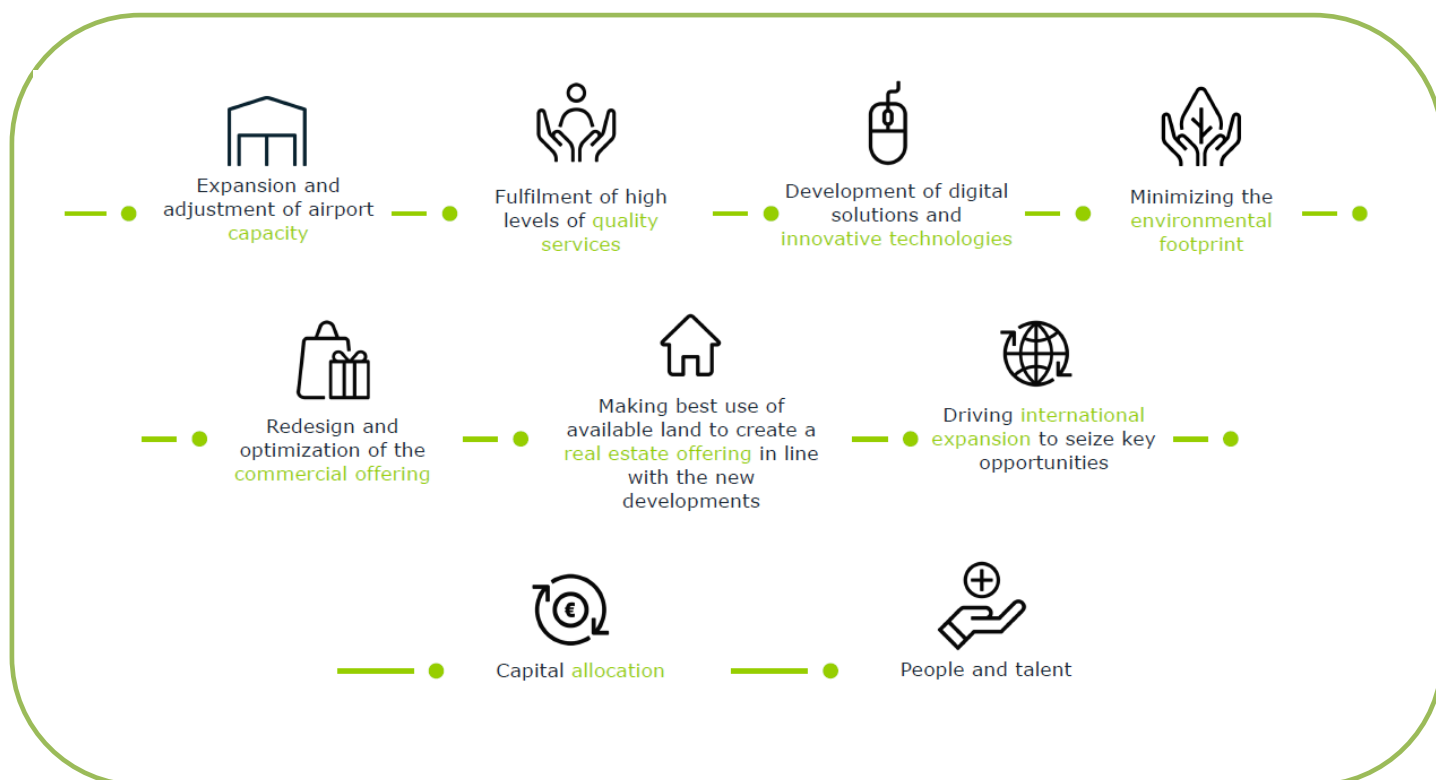 Expansion and
adjustment of airport
capacity
Fulfilment of high
levels of quality
services
Development of digital
solutions and
innovative technologies
Minimizing the
environmental
footprint
Redesign and
optimization of the
commercial offering
Making best use of
available land to create a
real estate offering in line
with the new
developments
Driving international
expansion to seize key
opportunities
€
Capital allocation
People and talent